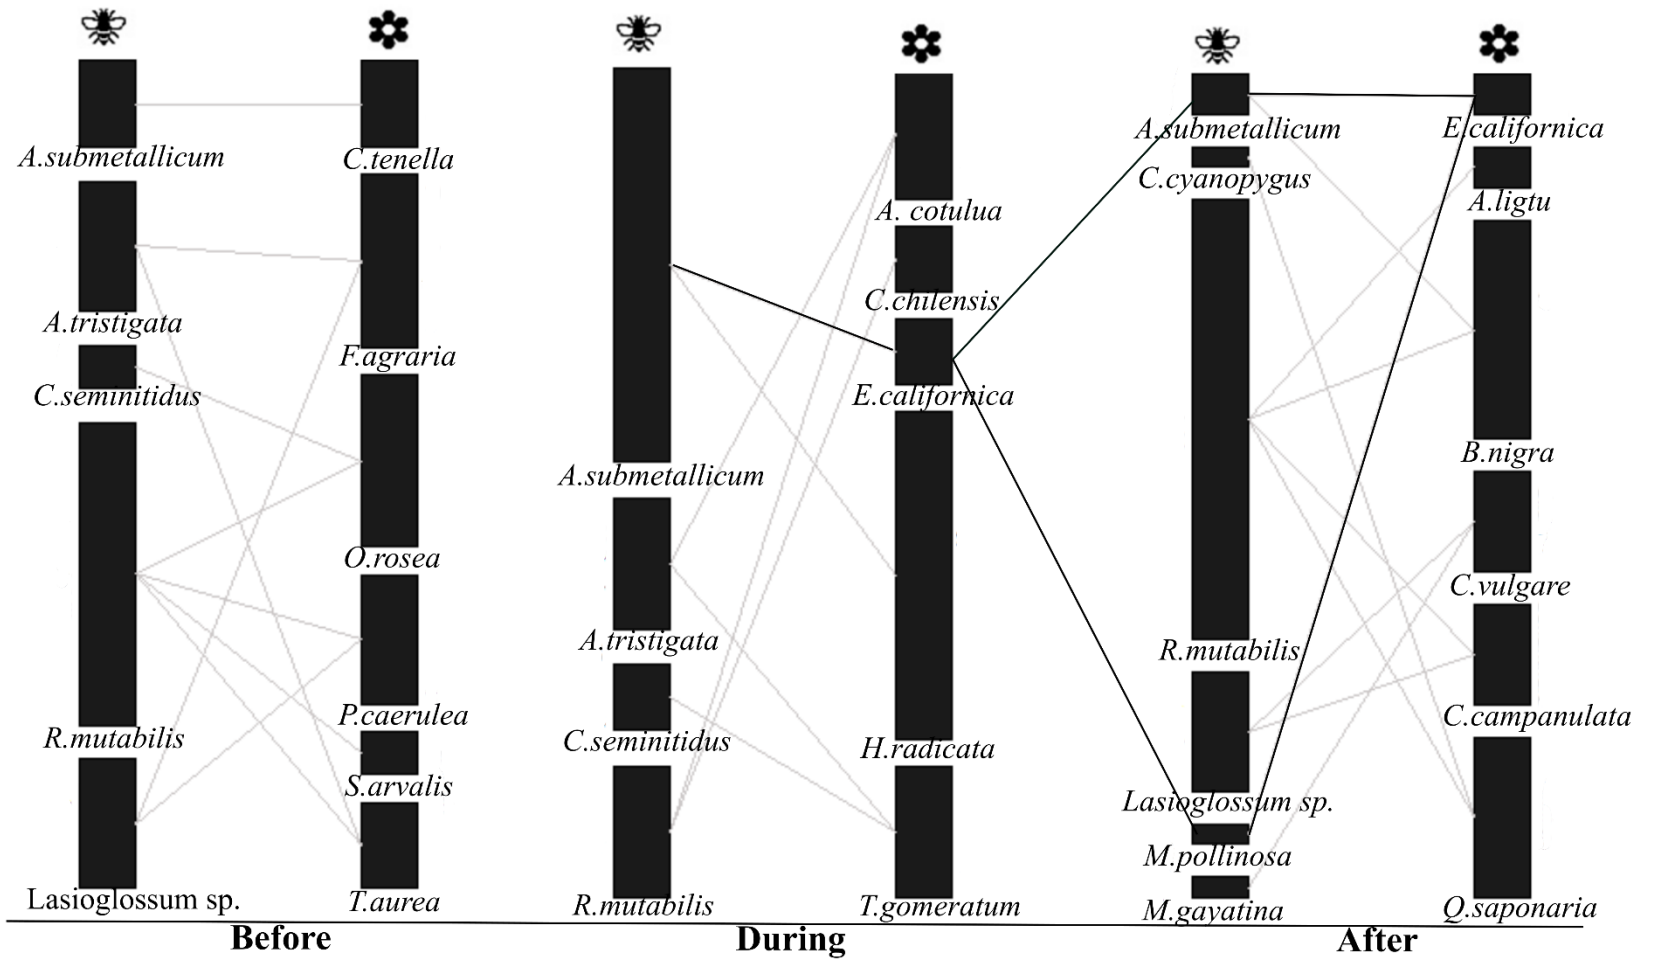 A.submetallicum
A.tristigata
C.seminitidus
R.mutabilis
Lasioglossum sp.
C.tenella
F.agraria
O.rosea
P.caerulea
S.arvalis
T.aurea
Before
A.submetallicum
A.tristigata
C.seminitidus
R.mutabilis
A. cotulua
C.chilensis
E.californica
H.radicata
T.gomeratum
During
A.submetallicum
C.cyanopygus
R.mutabilis
Lasioglossum sp.
M.pollinosa
M.gayatina
E.californica
A.ligtu
B.nigra
C.vulgare
C.campanulata
Q.saponaria
After